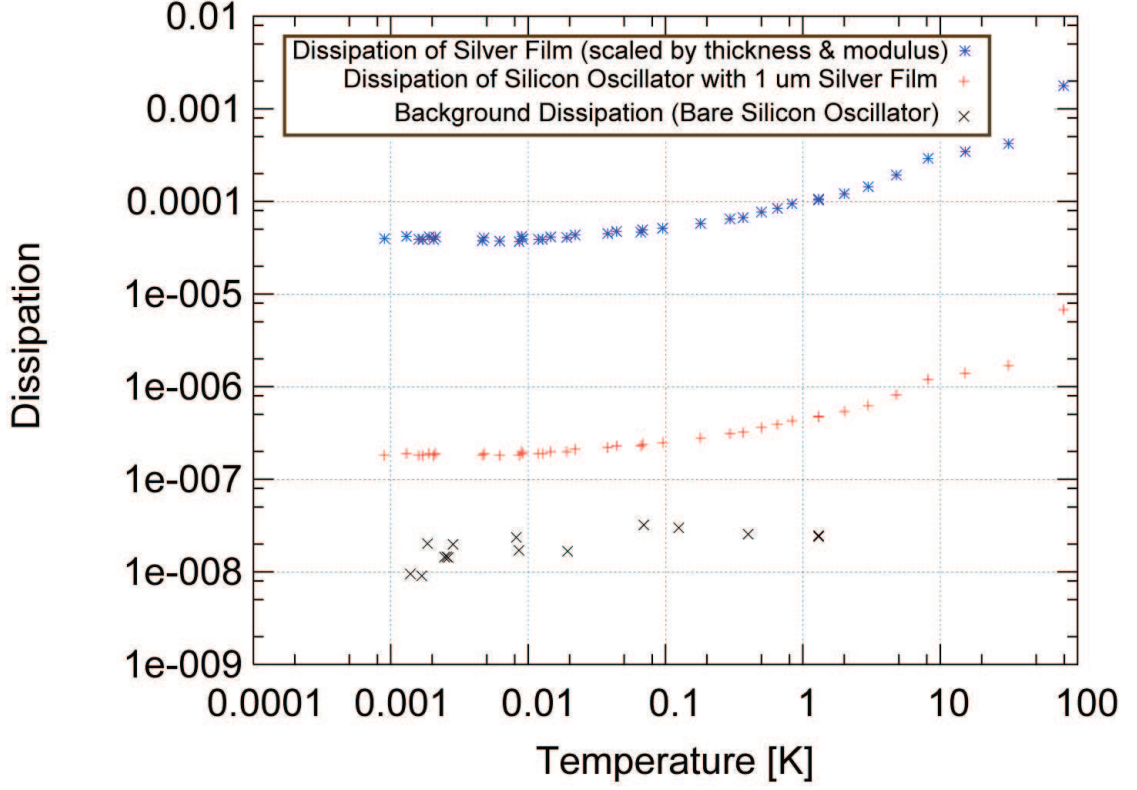 0.01
Dissipation of Silver Film (scaled by thickness & modulus)
Dissipation of Silicon Oscillator with 1 um Silver Film
Background Dissipation (Bare Silicon Oscillator)
0.001
0.0001
1e-005
1e-006
1e-007
1e-008
1e-009
Dissipation
0.0001 0.001 0.01 0.1 1 10 100
Temperature [K]